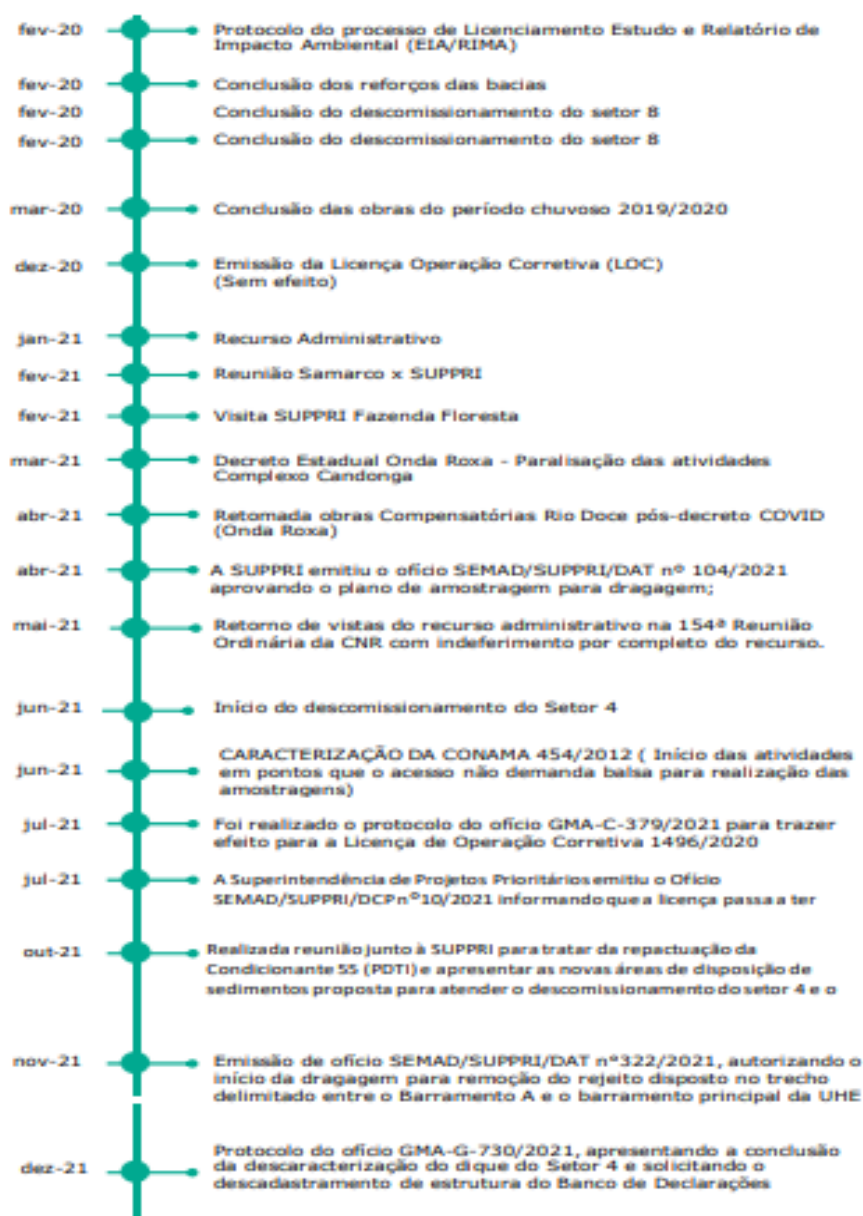 fev-20 Protocolo do processo de Licenciamento Estudo e Relatório de
Impacto Ambiental (EIA/RIMA)
fev-20 Conclusão dos reforços das bacias
fev-20 Conclusão do descomissionamento do setor 8
fev-20 Conclusão do descomissionamento do setor 8
mar-20 Conclusão das obras do período chuvoso 2019/2020
dez-20 Emissão da Licença Operação Corretiva (LOC)
(Sem efeito)
jan-21 Recurso Administrativo
fev-21 Reunião Samarco x SUPPRI
fev-21 Visita SUPPRI Fazenda Floresta
mar-21 Decreto Estadual Onda Roxa - Paralisação das atividades
Complexo Candonga
abr-21 Retomada obras Compensatórias Rio Doce pós-decreto COVID
(Onda Roxa)
abr-21 A SUPPRI emitiu o ofício SEMAD/SUPPRI/DAT nº 104/2021
aprovando o plano de amostragem para dragagem;
mai-21 Retorno de vistas do recurso administrativo na 154ª Reunião
Ordinária da CNR com indeferimento por completo do recurso.
jun-21 Início do descomissionamento do Setor 4
CARACTERIZAÇÃO DA CONAMA 454/2012 ( Início das atividades
jun-21 em pontos que o acesso não demanda balsa para realização das
amostragens)
jul-21 Foi realizado o protocolo do ofício GMA-C-379/2021 para trazer
efeito para a Licença de Operação Corretiva 1496/2020
jul-21 A Superintendência de Projetos Prioritários emitiu o Ofício
SEMAD/SUPPRI/DCP nº10/2021 informando que a licença passa a ter
out-21 Realizada reunião junto à SUPPRI para tratar da repactuação da
Condicionante 55 (PDTI) e apresentar as novas áreas de disposição de
sedimentos proposta para atender o descomissionamento do setor 4 e o
nov-21 Emissão de ofício SEMAD/SUPPRI/DAT nº322/2021, autorizando o
início da dragagem para remoção do rejeito disposto no trecho
delimitado entre o Barramento A e o barramento principal da UHE
Protocolo do ofício GMA-G-730/2021, apresentando a conclusão
dez-21 da descaracterização do dique do Setor 4 e solicitando o
descadastramento de estrutura do Banco de Declarações